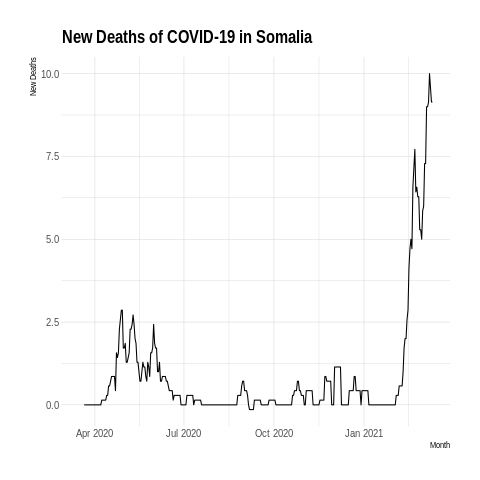 New Deaths of COVID-19 in Somalia
New Deaths
10.0
7.5
5.0
2.5
0.0
Apr 2020 Jul 2020 Oct 2020 Jan 2021
Month